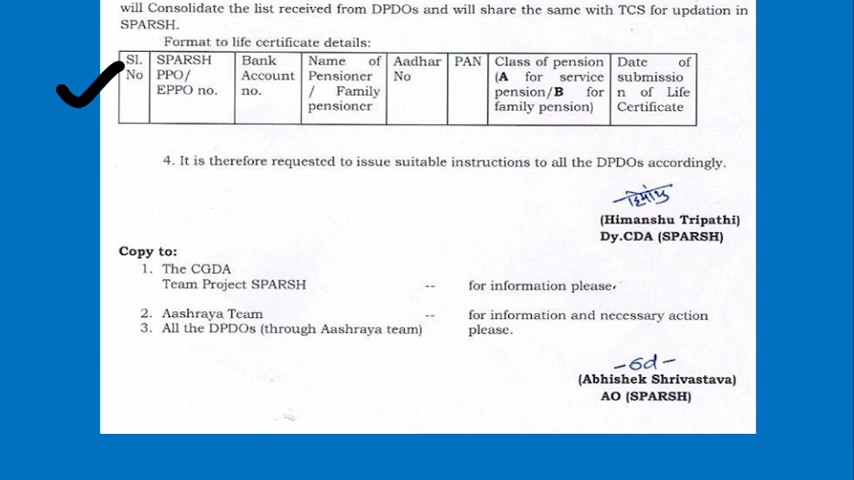 will Consolidate the list received from DPDOs and will share the same with TCS for updation in
SPARSH.
Format to life certificate details:
Sl. No
SPARSH PPO/ EPPO no.
Bank Account no.
Name of Pensioner / Family pensioner
Aadhar No
PAN
Class of pension (A for service pension/B for family pension)
Date of submissio n of Life Certificate
4. It is therefore requested to issue suitable instructions to all the DPDOs accordingly.
हिमांशु
(Himanshu Tripathi)
Dy.CDA (SPARSH)
Copy to:
1. The CGDA
Team Project SPARSH -- for information please.
2. Aashraya Team -- for information and necessary action
3. All the DPDOs (through Aashraya team) please.
-Sd-
(Abhishek Shrivastava)
AO (SPARSH)